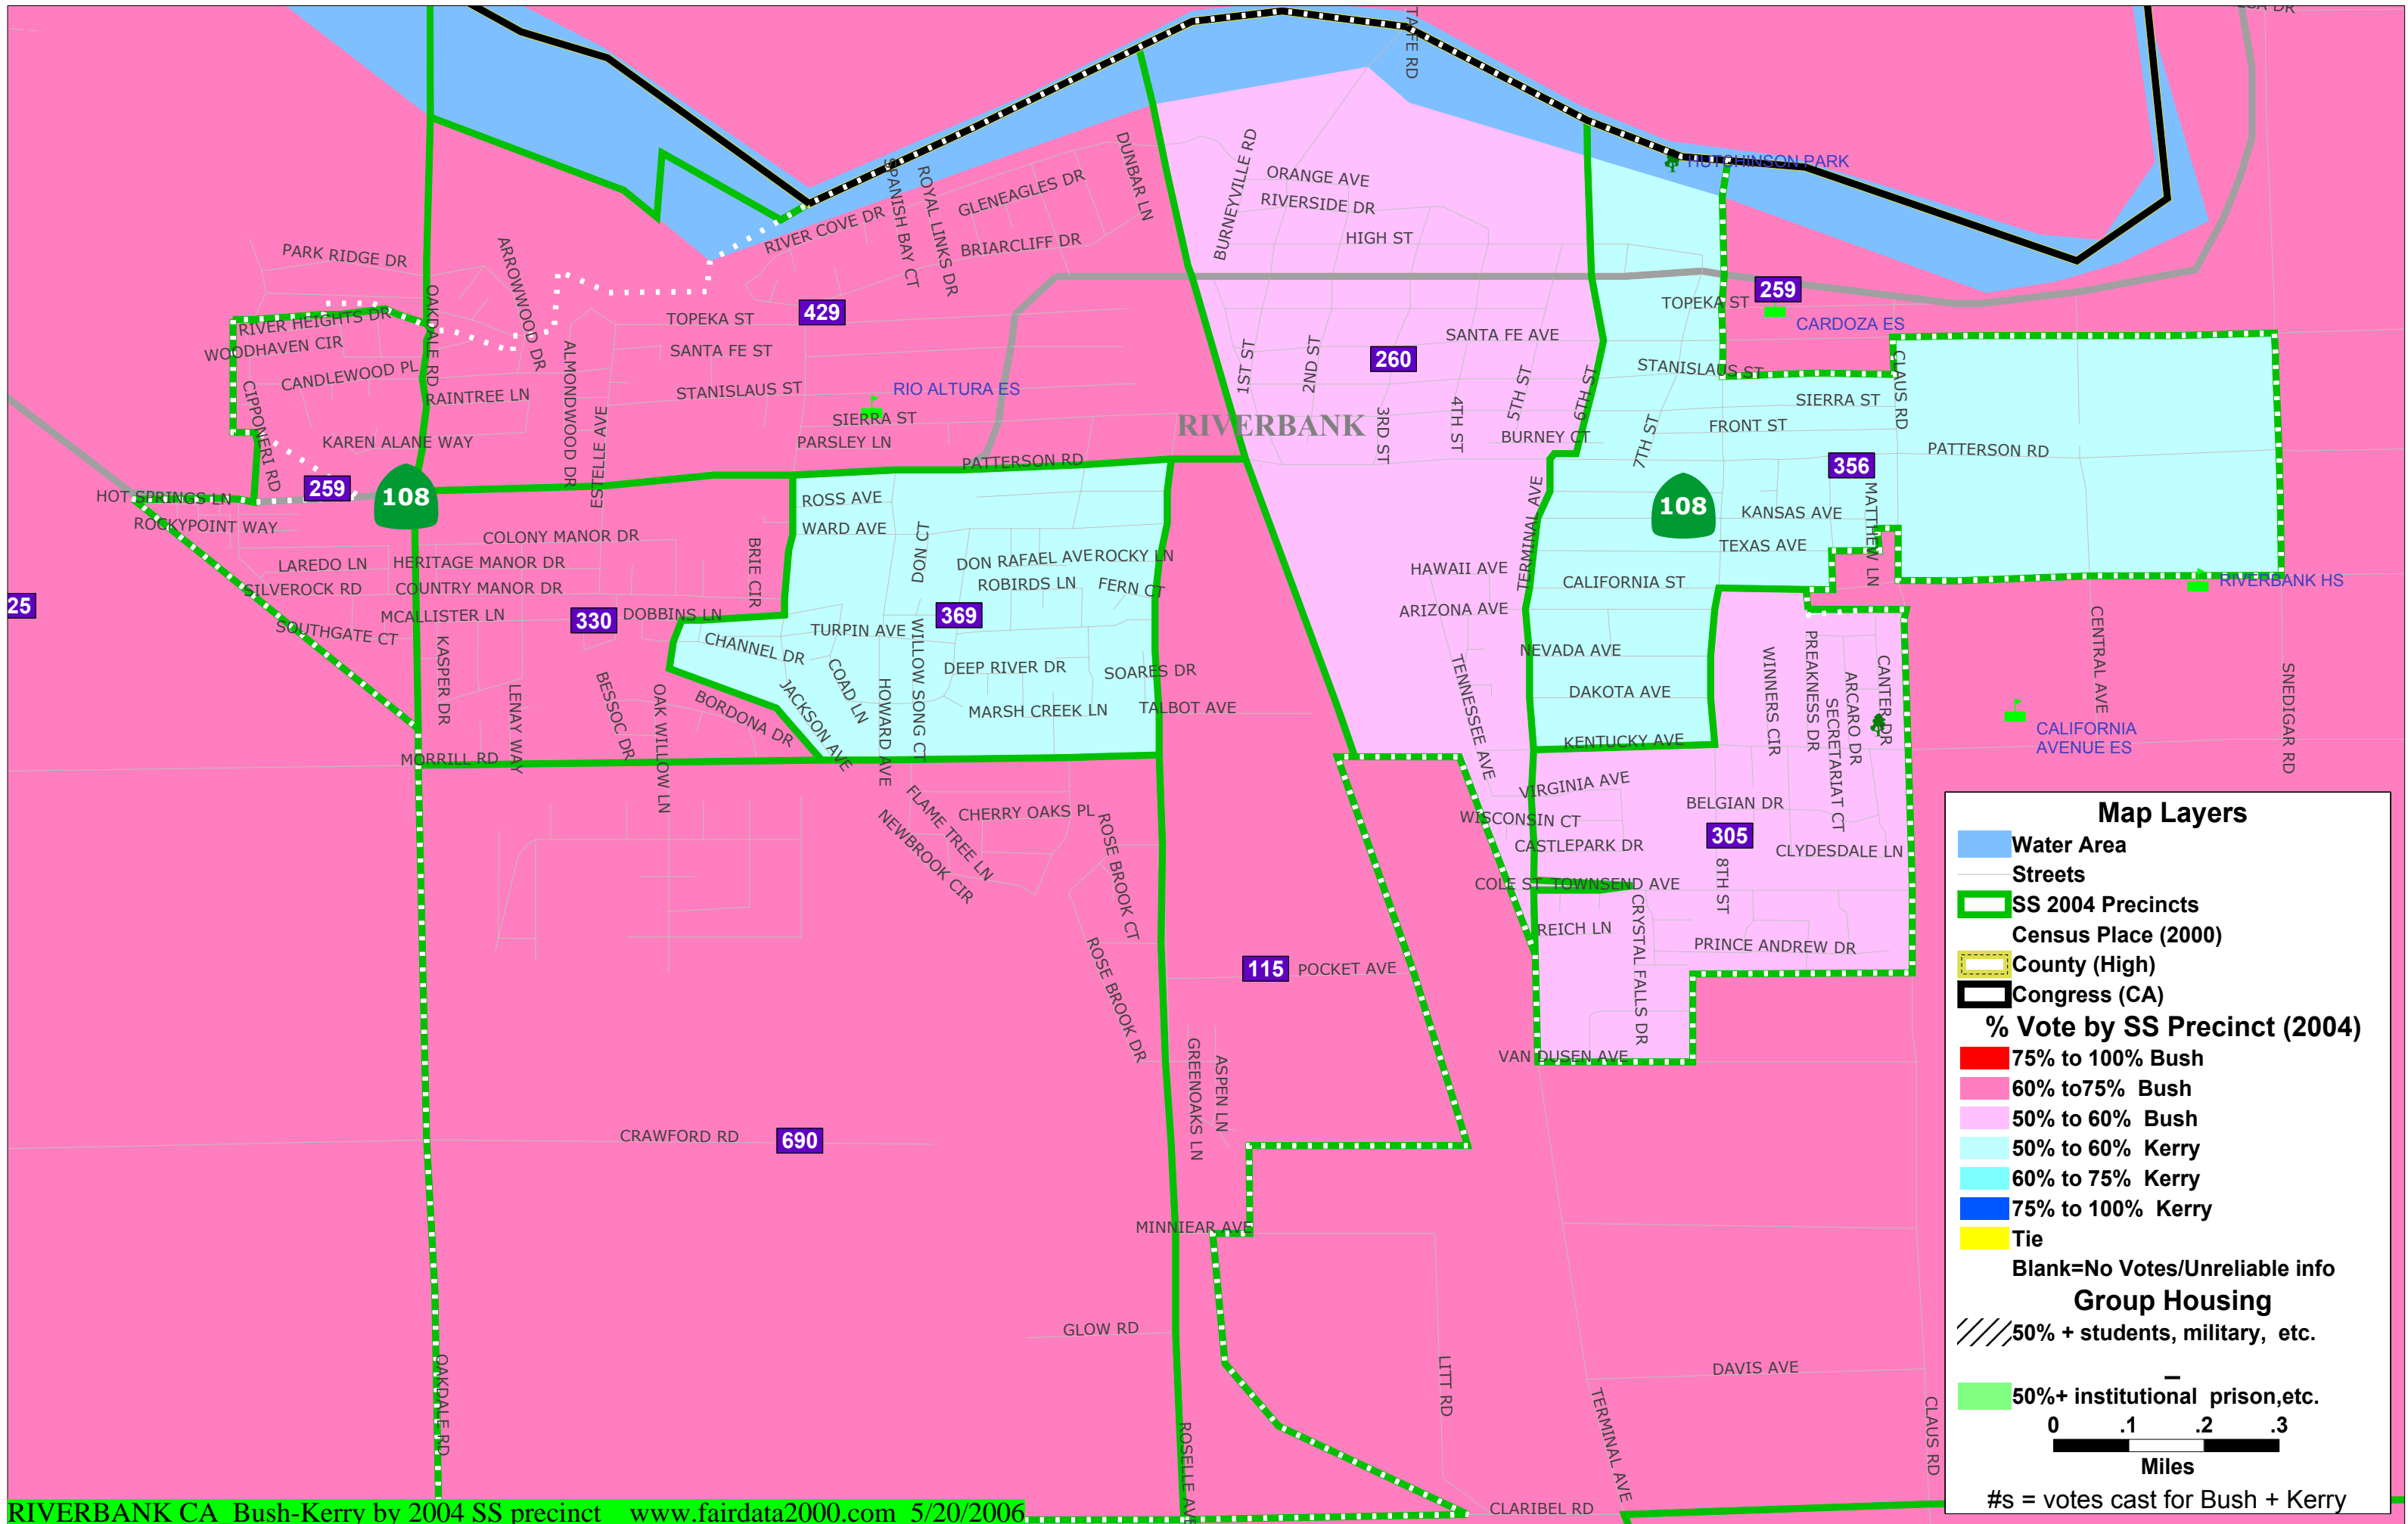 TAFE RD
HUTCHINSON PARK
ORANGE AVE
RIVERSIDE DR
HIGH ST
BURNEYVILLE RD
DUNBAR LN
GLENEAGLES DR
ROYAL LINKS DR
SPANISH BAY CT
RIVER COVE DR
BRIARCLIFF DR
PARK RIDGE DR
ARROWWOOD DR
OAKDALE RD
RIVER HEIGHTS DR
WOODHAVEN CIR
CANDLEWOOD PL
CIPPONERI RD
RAINTREE LN
KAREN ALANE WAY
ALMONDWOOD DR
ESTELLE AVE
TOPEKA ST
429
SANTA FE ST
STANISLAUS ST
RIO ALTURA ES
SIERRA ST
PARSLEY LN
PATTERSON RD
RIVERBANK
1ST ST
2ND ST
260
3RD ST
4TH ST
5TH ST
6TH ST
SANTA FE AVE
BURNEY CT
7TH ST
TOPEKA ST
259
CARDOZA ES
STANISLAUS ST
CLAUS RD
SIERRA ST
FRONT ST
356
PATTERSON RD
108
KANSAS AVE
MATTHEW LN
TEXAS AVE
CALIFORNIA ST
RIVERBANK HS
259
108
HOT SPRINGS LN
ROCKYPOINT WAY
COLONY MANOR DR
LAREDO LN
HERITAGE MANOR DR
SILVEROCK RD
COUNTRY MANOR DR
MCALLISTER LN
SOUTHGATE CT
25
330
DOBBINS LN
BRIE CIR
ROSS AVE
WARD AVE
DON CT
DON RAFAEL AVE
ROCKY LN
ROBIRDS LN
FERN CT
369
TURPIN AVE
CHANNEL DR
COAD LN
WILLOW SONG CT
DEEP RIVER DR
SOARES DR
JACKSON AVE
HOWARD AVE
MARSH CREEK LN
TALBOT AVE
KASPER DR
LENAY WAY
BESSOC DR
OAK WILLOW LN
BORDONA DR
MORRILL RD
FLAME TREE LN
NEWBROOK CIR
CHERRY OAKS PL
ROSE BROOK CT
ROSE BROOK DR
HAWAII AVE
TERMINAL AVE
ARIZONA AVE
NEVADA AVE
DAKOTA AVE
TENNESSEE AVE
KENTUCKY AVE
VIRGINIA AVE
WISCONSIN CT
CASTLEPARK DR
COLE ST
TOWNSEND AVE
REICH LN
CRYSTAL FALLS DR
8TH ST
PRINCE ANDREW DR
VAN DUSEN AVE
305
BELGIAN DR
CLYDESDALE LN
WINNERS CIR
PREAKNESS DR
SECRETARIAT CT
ARCARO DR
CANTER DR
CENTRAL AVE
SNEDIGAR RD
CALIFORNIA
AVENUE ES
115
POCKET AVE
GREENOAKS LN
ASPEN LN
CRAWFORD RD
690
MINNIEAR AVE
GLOW RD
OAKDALE RD
ROSELLE AVE
LITT RD
TERMINAL AVE
DAVIS AVE
CLAUS RD
CLARIBEL RD
Map Layers
Water Area
Streets
SS 2004 Precincts
Census Place (2000)
County (High)
Congress (CA)
% Vote by SS Precinct (2004)
75% to 100% Bush
60% to75% Bush
50% to 60% Bush
50% to 60% Kerry
60% to 75% Kerry
75% to 100% Kerry
Tie
Blank=No Votes/Unreliable info
Group Housing
50% + students, military, etc.
50%+ institutional prison,etc.
0 .1 .2 .3
Miles
#s = votes cast for Bush + Kerry
RIVERBANK CA Bush-Kerry by 2004 SS precinct www.fairdata2000.com 5/20/2006